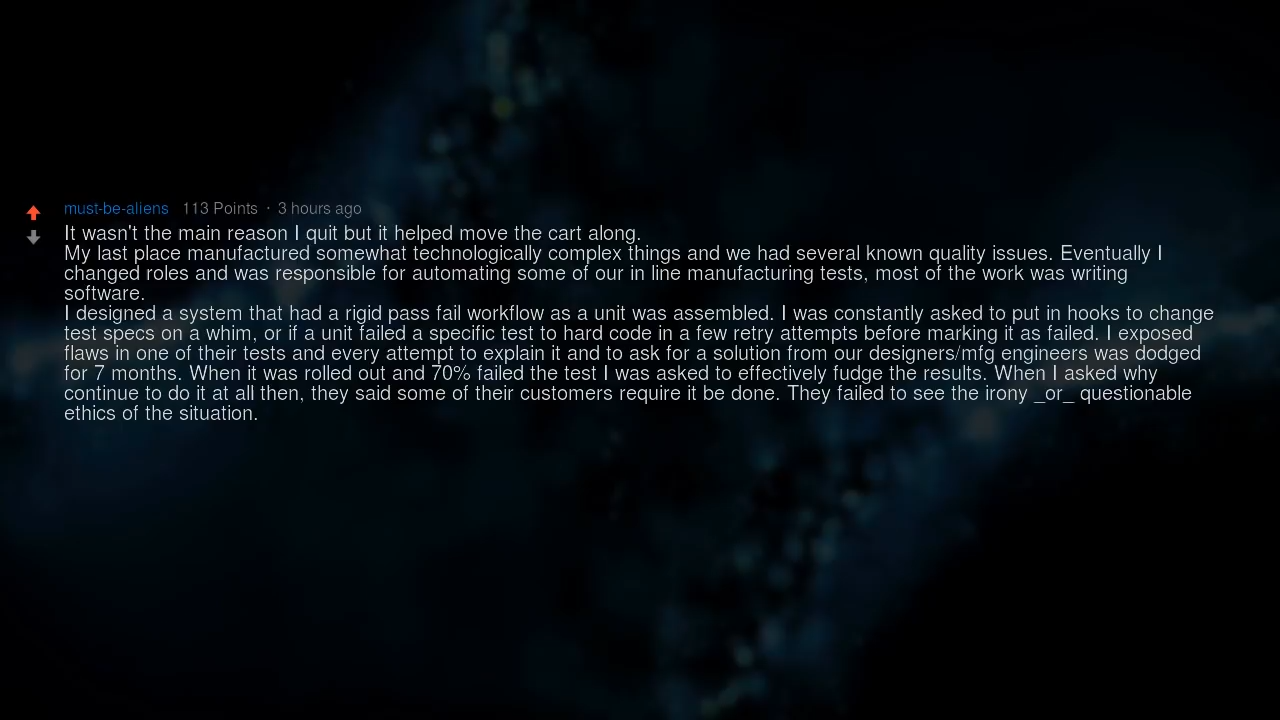 must-be-aliens 113 Points · 3 hours ago
It wasn't the main reason I quit but it helped move the cart along.
My last place manufactured somewhat technologically complex things and we had several known quality issues. Eventually I
changed roles and was responsible for automating some of our in line manufacturing tests, most of the work was writing
software.
I designed a system that had a rigid pass fail workflow as a unit was assembled. I was constantly asked to put in hooks to change
test specs on a whim, or if a unit failed a specific test to hard code in a few retry attempts before marking it as failed. I exposed
flaws in one of their tests and every attempt to explain it and to ask for a solution from our designers/mfg engineers was dodged
for 7 months. When it was rolled out and 70% failed the test I was asked to effectively fudge the results. When I asked why
continue to do it at all then, they said some of their customers require it be done. They failed to see the irony _or_ questionable
ethics of the situation.